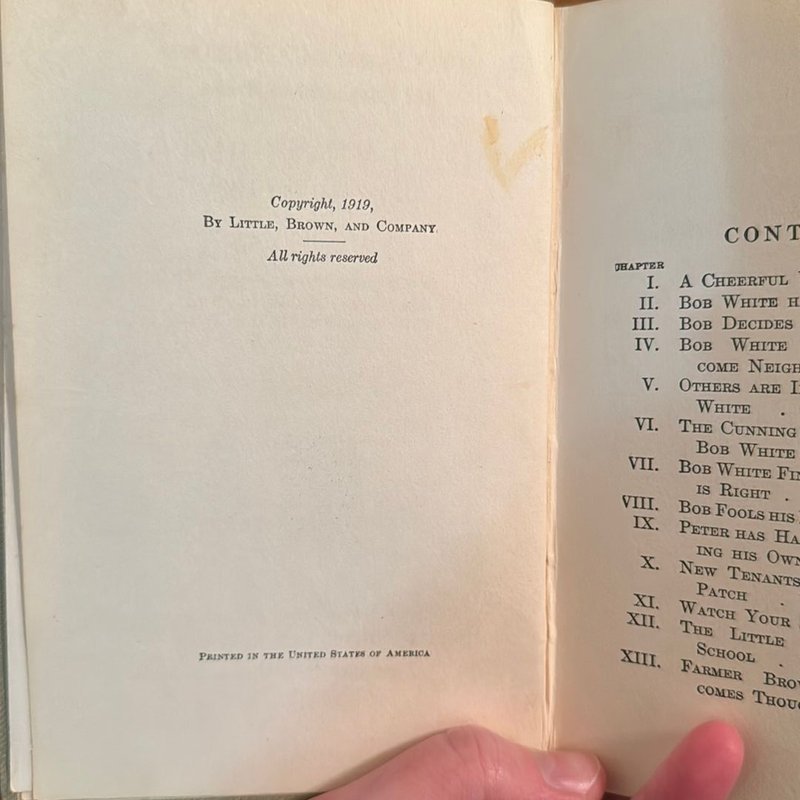 Copyright, 1919,
By Little, Brown, and Company
All rights reserved
Printed in the United States of America
CONT
CHAPTER
I. A Cheerful
II. Bob White H
III. Bob Decides
IV. Bob White
come Neigh
V. Others are
White .
VI. The Cunning
Bob White
VII. Bob White Fin
is Right .
VIII. Bob Fools his
IX. Peter has Ha
ing his Own
X. New Tenants
Patch .
XI. Watch Your
XII. The Little
School .
XIII. Farmer Brow
comes Thoug